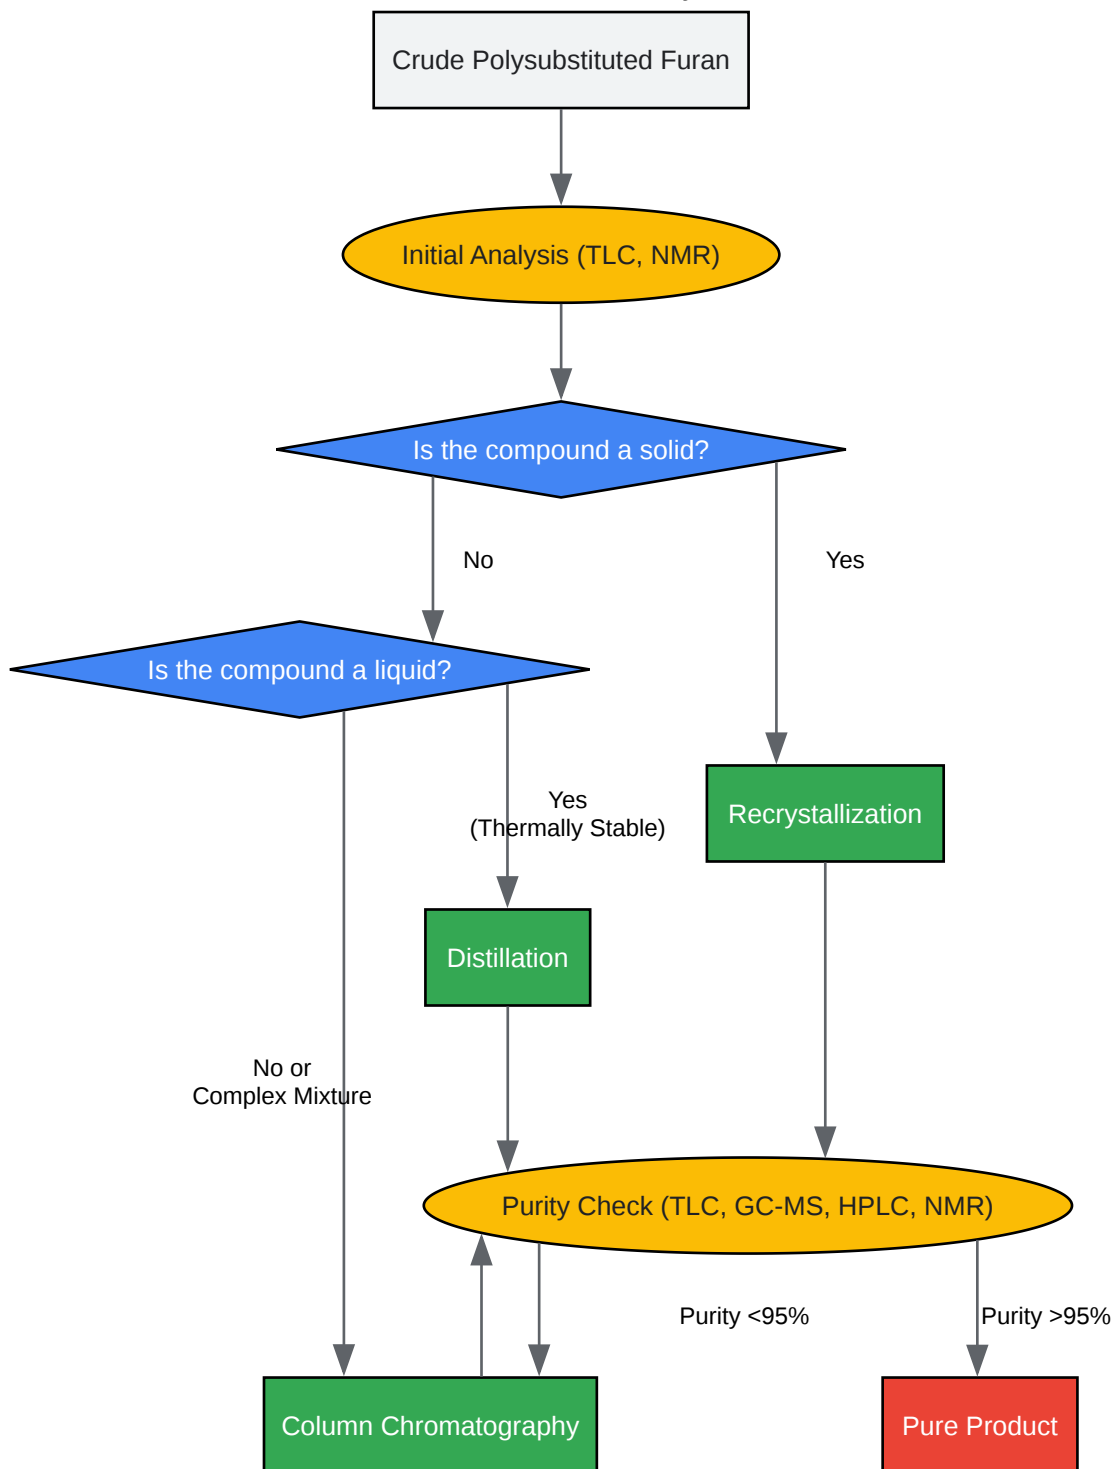 Crude Polysubstituted Furan
Initial Analysis (TLC, NMR)
Is the compound a solid?
No
Yes
Is the compound a liquid?
Yes
(Thermally Stable)
Recrystallization
Distillation
No or
Complex Mixture
Purity Check (TLC, GC-MS, HPLC, NMR)
Purity <95%
Purity >95%
Column Chromatography
Pure Product